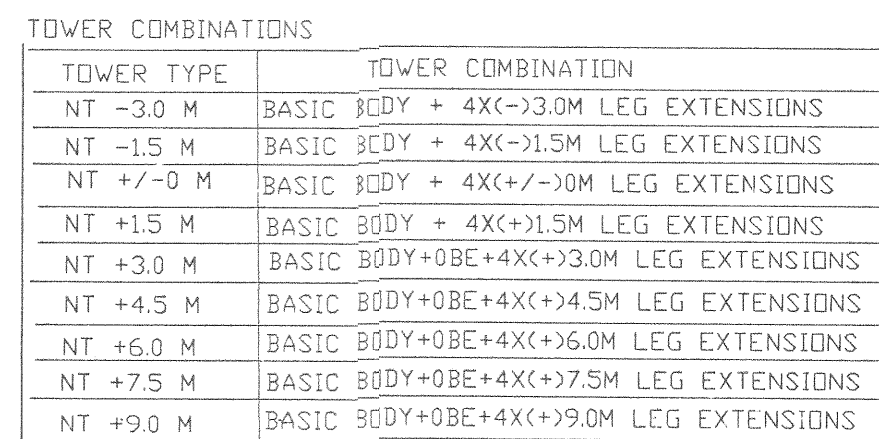 TOWER COMBINATIONS
TOWER TYPE TOWER COMBINATION
NT -3.0 M BASIC BODY + 4X(-)3.0M LEG EXTENSIONS
NT -1.5 M BASIC BODY + 4X(-)1.5M LEG EXTENSIONS
NT +/-0 M BASIC BODY + 4X(+/-)0M LEG EXTENSIONS
NT +1.5 M BASIC BODY + 4X(+)1.5M LEG EXTENSIONS
NT +3.0 M BASIC BODY+0BE+4X(+)3.0M LEG EXTENSIONS
NT +4.5 M BASIC BODY+0BE+4X(+)4.5M LEG EXTENSIONS
NT +6.0 M BASIC BODY+0BE+4X(+)6.0M LEG EXTENSIONS
NT +7.5 M BASIC BODY+0BE+4X(+)7.5M LEG EXTENSIONS
NT +9.0 M BASIC BODY+0BE+4X(+)9.0M LEG EXTENSIONS